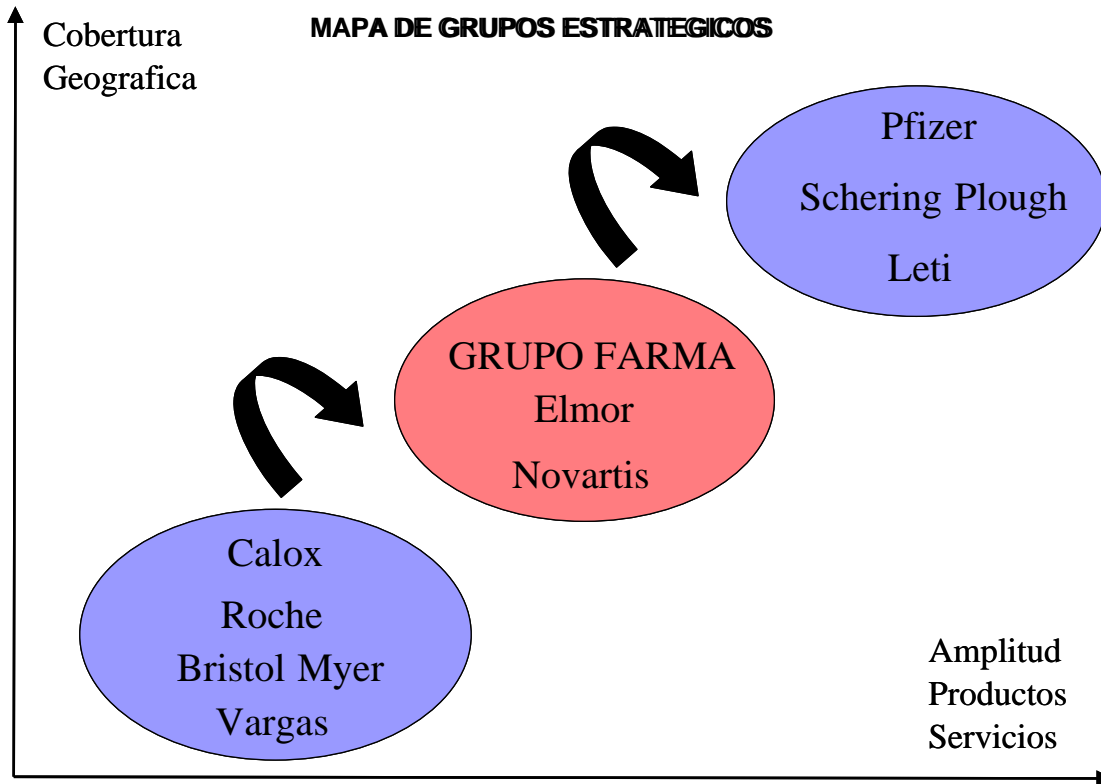 MAPA DE GRUPOS ESTRATEGICOS
Cobertura
Geografica
Pfizer
Schering Plough
Leti
GRUPO FARMA
Elmor
Novartis
Calox
Roche
Bristol Myer
Vargas
Amplitud
Productos
Servicios